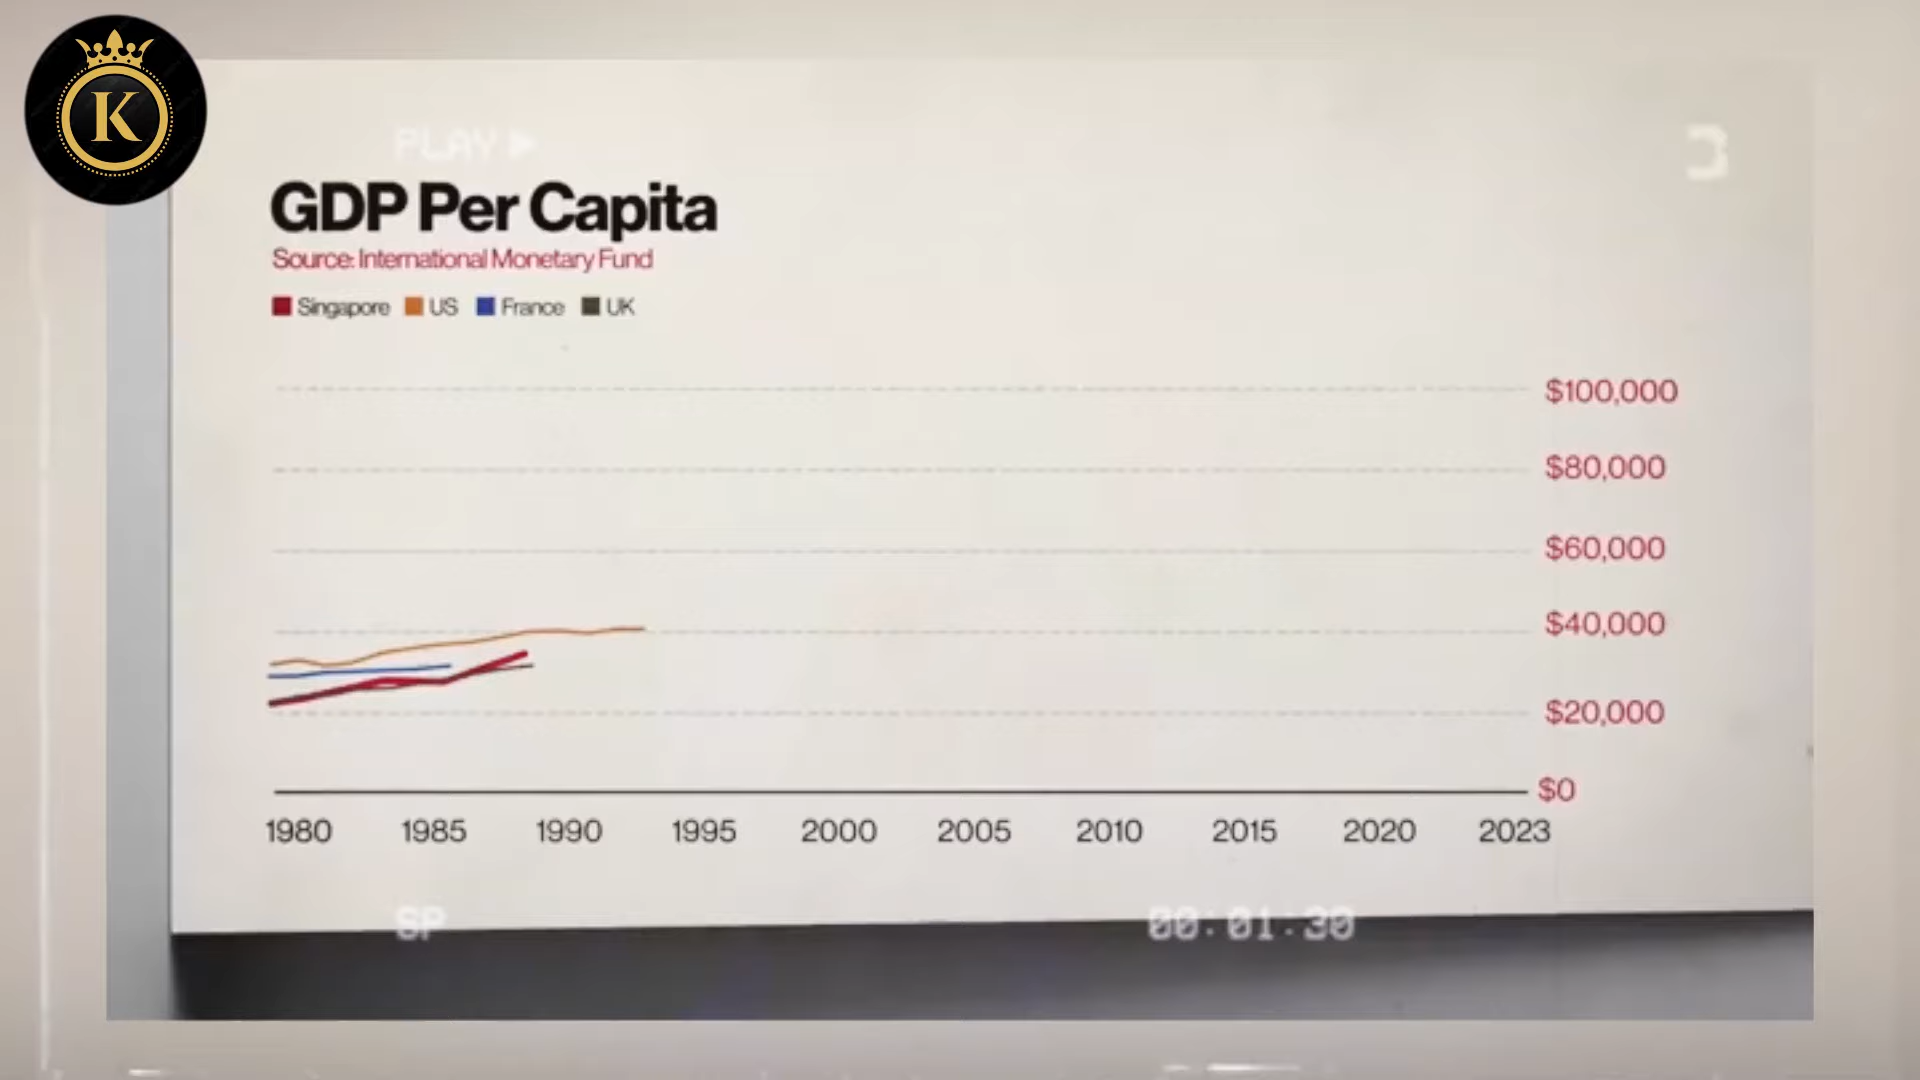 K
PLAY
GDP Per Capita
Source: International Monetary Fund
Singapore US France UK
$100,000
$80,000
$60,000
$40,000
$20,000
$0
1980 1985 1990 1995 2000 2005 2010 2015 2020 2023
SP 00:01:30